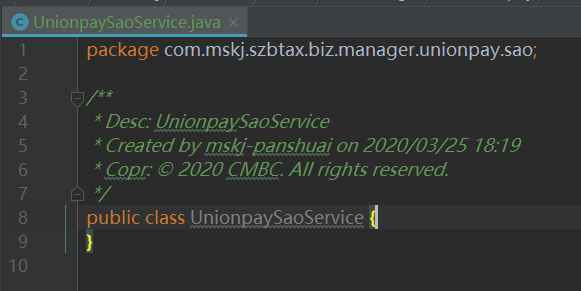 UnionpaySaoService.java ×
1 package com.mskj.szbtax.biz.manager.unionpay.sao;
2
3 /**
4 * Desc: UnionpaySaoService
5 * Created by mskj-panshuai on 2020/03/25 18:19
6 * Copr: © 2020 CMBC. All rights reserved.
7 */
8 public class UnionpaySaoService {
9 }
10